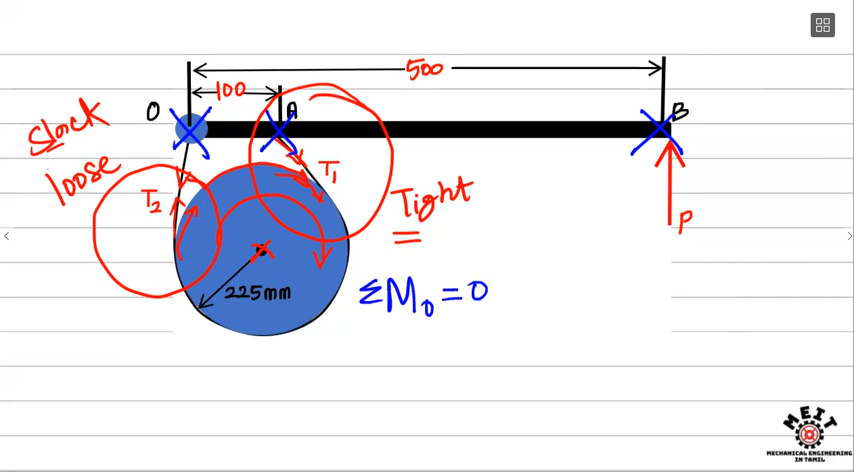 500
100
O
A
B
Slack
loose
T2
T1
Tight
P
225mm
ΣM0 = 0
MEIT
MECHANICAL ENGINEERING
IN TAMIL